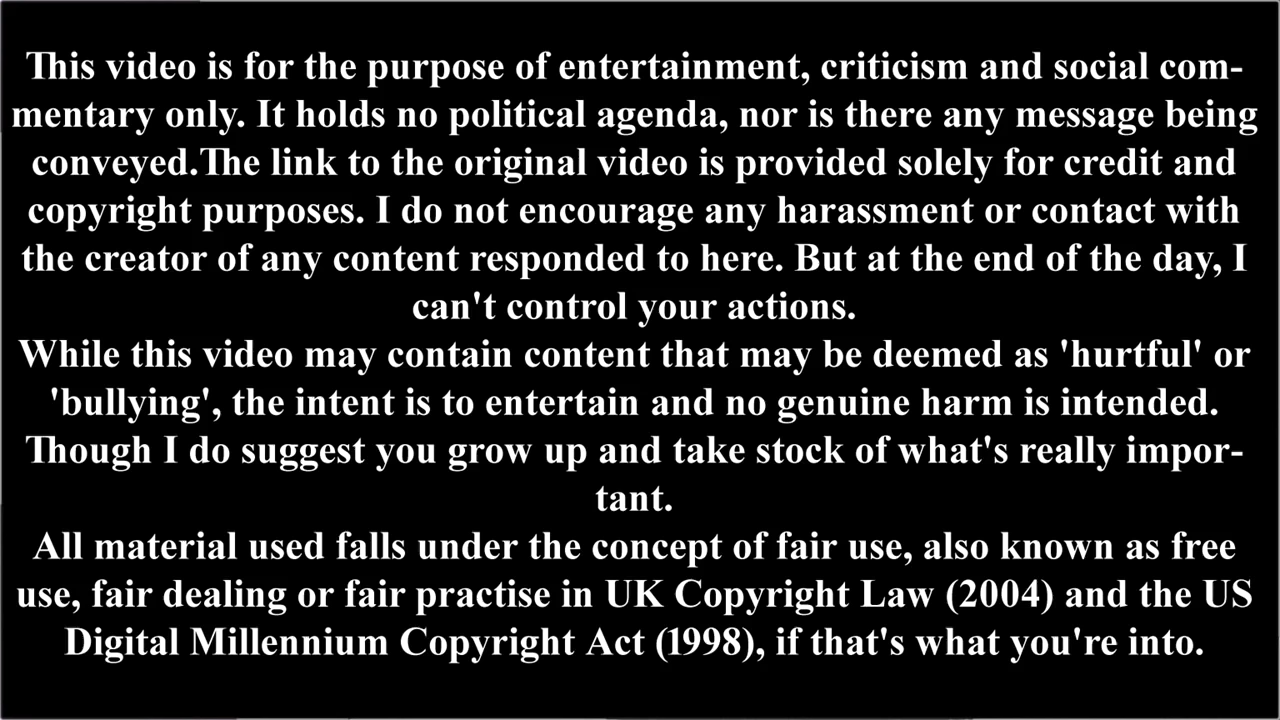 This video is for the purpose of entertainment, criticism and social com-
mentary only. It holds no political agenda, nor is there any message being
conveyed.The link to the original video is provided solely for credit and
copyright purposes. I do not encourage any harassment or contact with
the creator of any content responded to here. But at the end of the day, I
can't control your actions.
While this video may contain content that may be deemed as 'hurtful' or
'bullying', the intent is to entertain and no genuine harm is intended.
Though I do suggest you grow up and take stock of what's really impor-
tant.
All material used falls under the concept of fair use, also known as free
use, fair dealing or fair practise in UK Copyright Law (2004) and the US
Digital Millennium Copyright Act (1998), if that's what you're into.